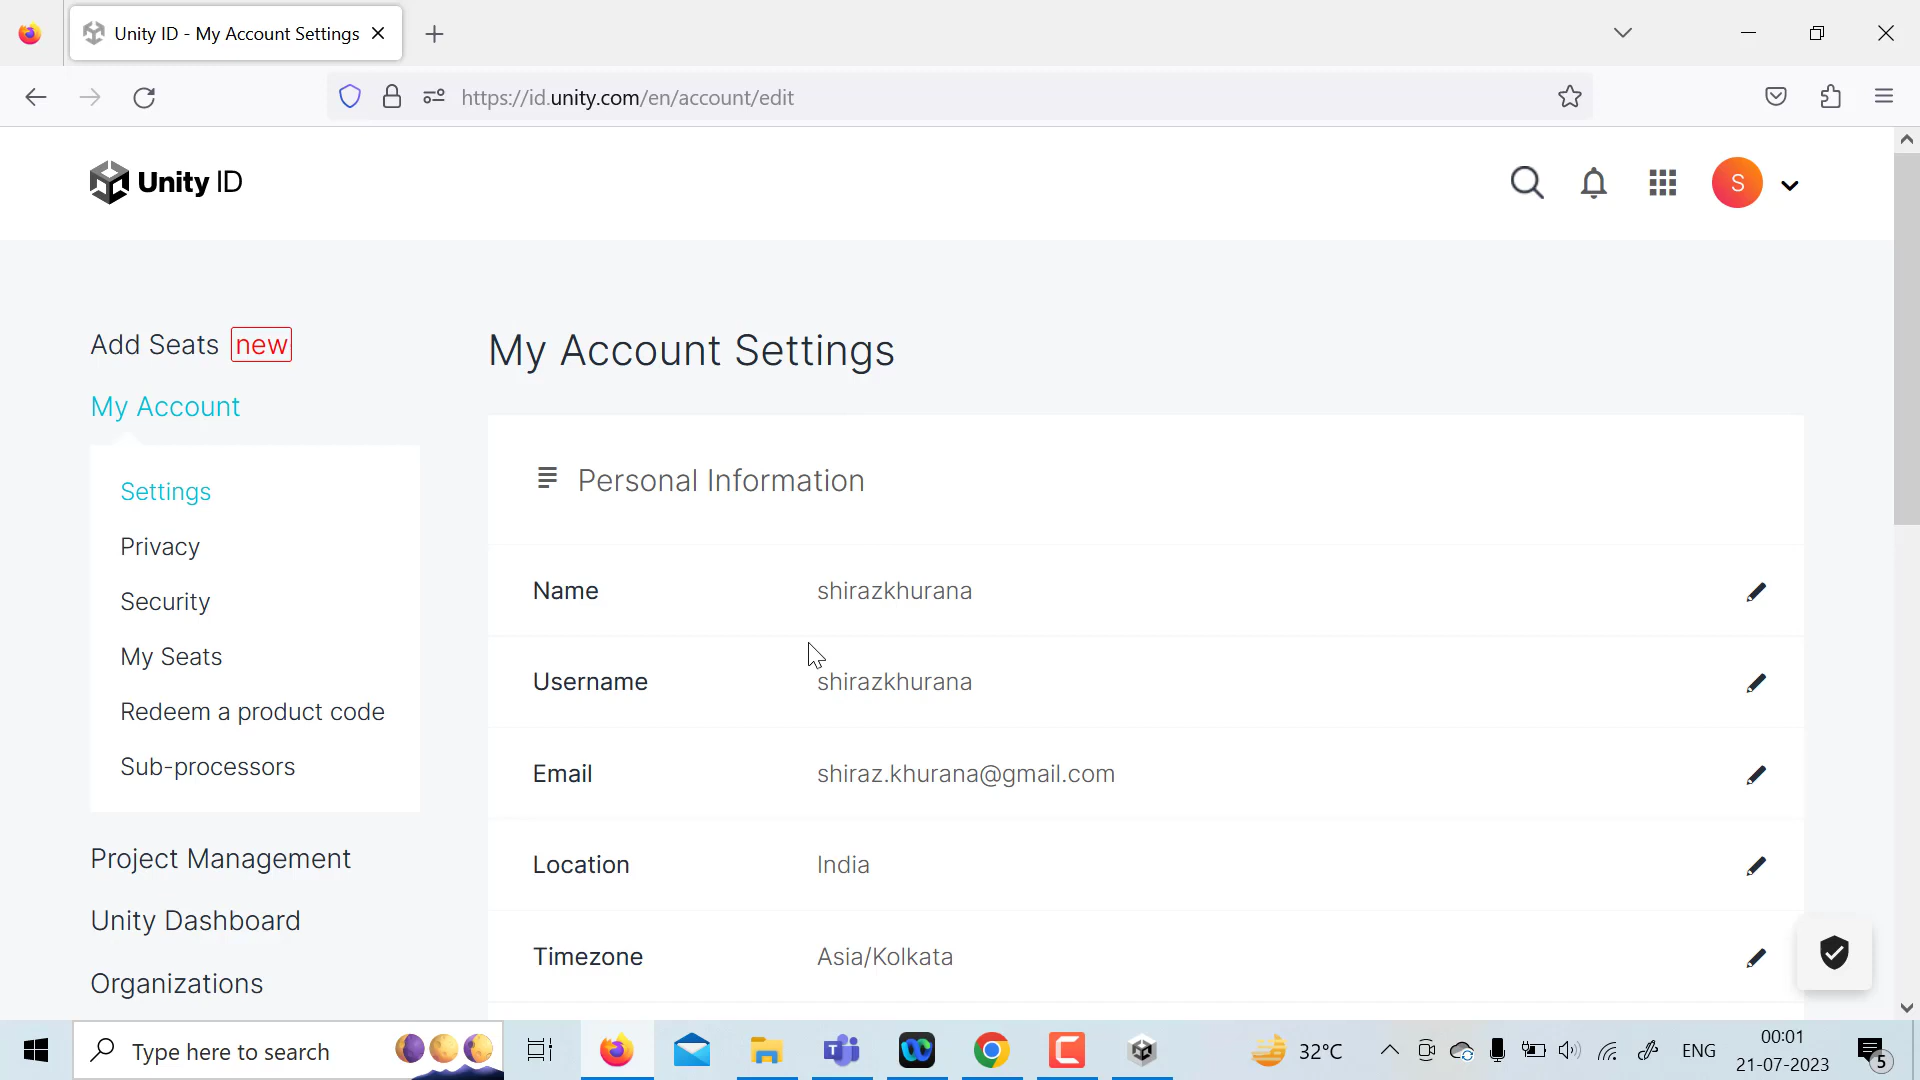 Unity ID - My Account Settings
https://id.unity.com/en/account/edit
Unity ID
S
Add Seats new
My Account
Settings
Privacy
Security
My Seats
Redeem a product code
Sub-processors
Project Management
Unity Dashboard
Organizations
My Account Settings
Personal Information
Name shirazkhurana
Username shirazkhurana
Email shiraz.khurana@gmail.com
Location India
Timezone Asia/Kolkata
Type here to search
32°C
ENG
00:01
21-07-2023
5